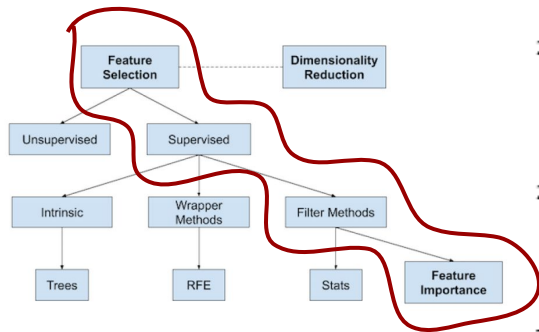 Feature
Selection
Dimensionality
Reduction
Unsupervised
Supervised
Intrinsic
Wrapper
Methods
Filter Methods
Trees
RFE
Stats
Feature
Importance